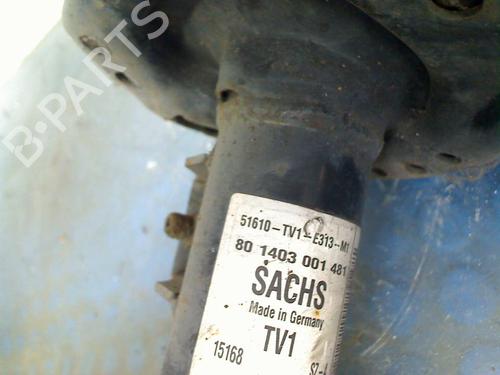 B-PARTS
51610-TV1-E313-M1
80 1403 001 481
SACHS
Made in Germany
TV1
15168